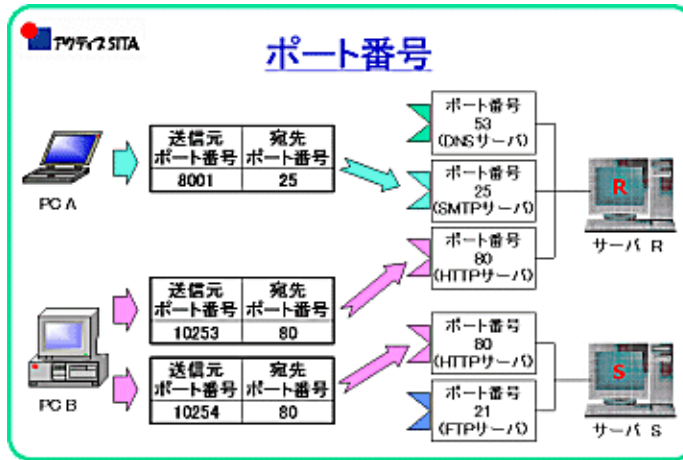 アクティブSITA
ポート番号
ポート番号
53
(DNSサーバ)
送信元
ポート番号
宛先
ポート番号
8001
25
PC A
ポート番号
25
(SMTPサーバ)
R
サーバ R
ポート番号
80
(HTTPサーバ)
送信元
ポート番号
宛先
ポート番号
10253
80
ポート番号
80
(HTTPサーバ)
送信元
ポート番号
宛先
ポート番号
10254
80
PC B
ポート番号
21
(FTPサーバ)
S
サーバ S